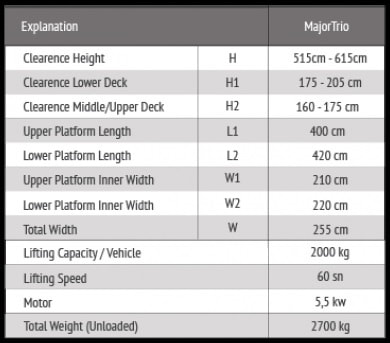 Explanation MajorTrio
Clearence Height H 515cm - 615cm
Clearence Lower Deck H1 175 - 205 cm
Clearence Middle/Upper Deck H2 160 - 175 cm
Upper Platform Length L1 400 cm
Lower Platform Length L2 420 cm
Upper Platform Inner Width W1 210 cm
Lower Platform Inner Width W2 220 cm
Total Width W 255 cm
Lifting Capacity / Vehicle 2000 kg
Lifting Speed 60 sn
Motor 5,5 kw
Total Weight (Unloaded) 2700 kg